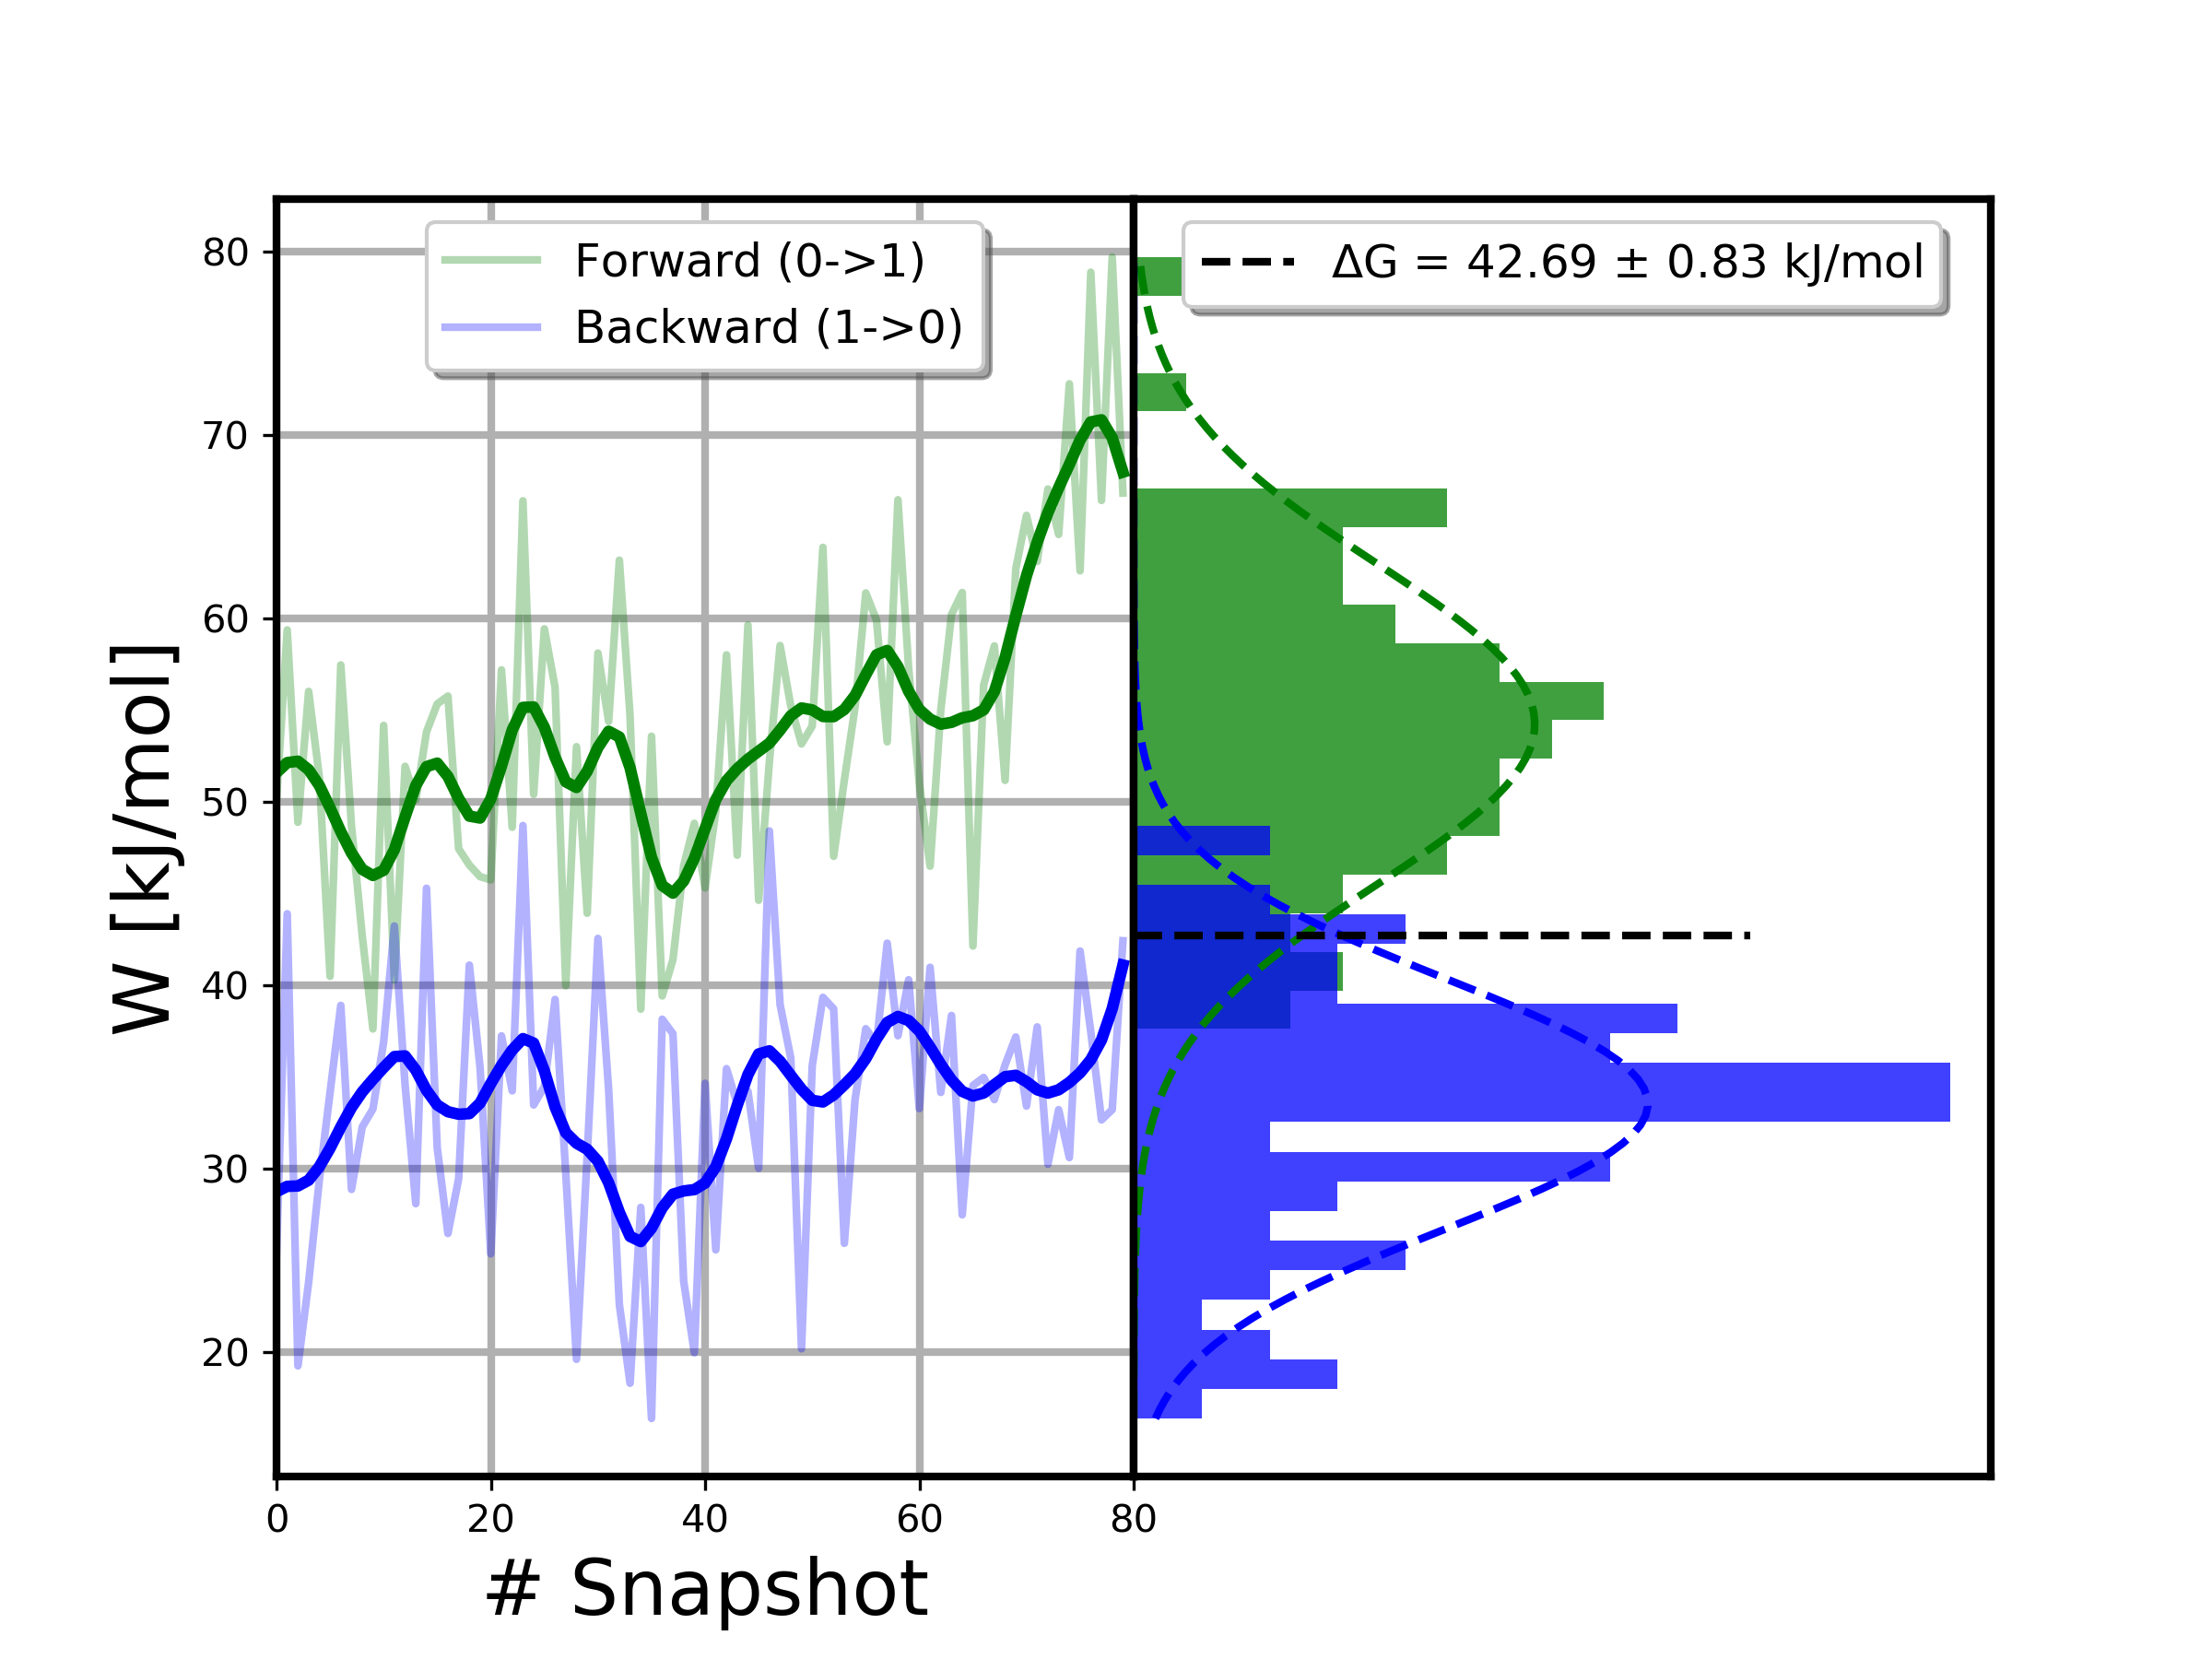 Forward (0->1)
Backward (1->0)
ΔG = 42.69 ± 0.83 kJ/mol
W [kJ/mol]
80
70
60
50
40
30
20
0 20 40 60 80
# Snapshot